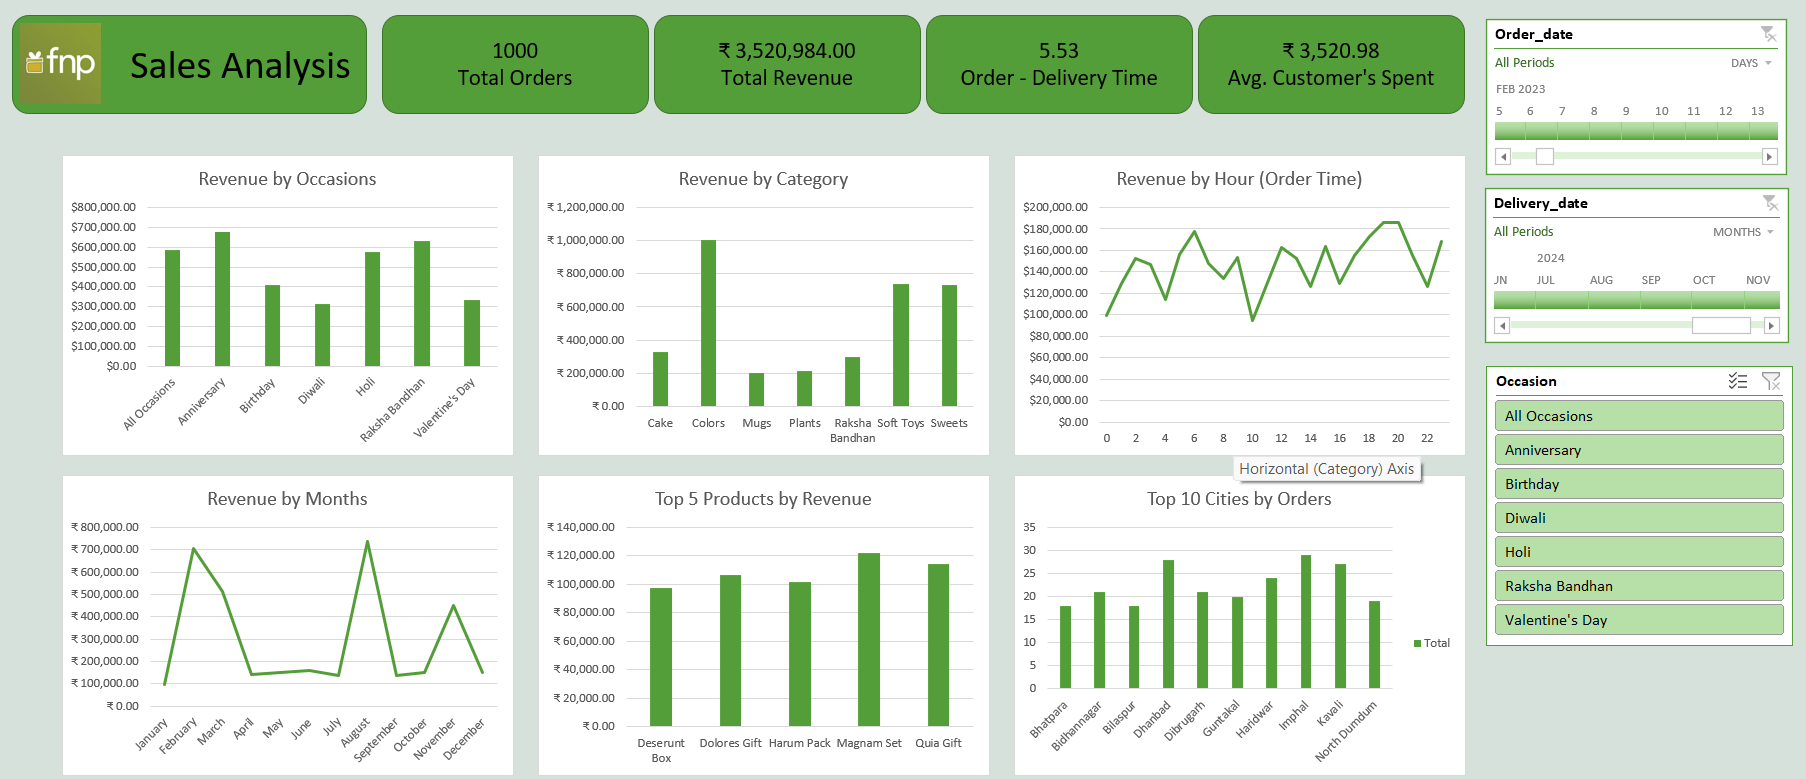 fnp
Sales Analysis
1000
Total Orders
₹ 3,520,984.00
Total Revenue
5.53
Order - Delivery Time
₹ 3,520.98
Avg. Customer's Spent
Order_date
All Periods
DAYS
FEB 2023
5 6 7 8 9 10 11 12 13
Delivery_date
All Periods
MONTHS
2024
JN JUL AUG SEP OCT NOV
Occasion
All Occasions
Anniversary
Birthday
Diwali
Holi
Raksha Bandhan
Valentine's Day
Revenue by Occasions
$800,000.00
$700,000.00
$600,000.00
$500,000.00
$400,000.00
$300,000.00
$200,000.00
$100,000.00
$0.00
All Occasions
Anniversary
Birthday
Diwali
Holi
Raksha Bandhan
Valentine's Day
Revenue by Category
₹ 1,200,000.00
₹ 1,000,000.00
₹ 800,000.00
₹ 600,000.00
₹ 400,000.00
₹ 200,000.00
₹ 0.00
Cake Colors Mugs Plants Raksha Soft Toys Sweets
Bandhan
Revenue by Hour (Order Time)
$200,000.00
$180,000.00
$160,000.00
$140,000.00
$120,000.00
$100,000.00
$80,000.00
$60,000.00
$40,000.00
$20,000.00
$0.00
0 2 4 6 8 10 12 14 16 18 20 22
Horizontal (Category) Axis
Revenue by Months
₹ 800,000.00
₹ 700,000.00
₹ 600,000.00
₹ 500,000.00
₹ 400,000.00
₹ 300,000.00
₹ 200,000.00
₹ 100,000.00
₹ 0.00
January
February
March
April
May
June
July
August
September
October
November
December
Top 5 Products by Revenue
₹ 140,000.00
₹ 120,000.00
₹ 100,000.00
₹ 80,000.00
₹ 60,000.00
₹ 40,000.00
₹ 20,000.00
₹ 0.00
Deserunt Dolores Gift Harum Pack Magnam Set Quia Gift
Box
Top 10 Cities by Orders
35
30
25
20
15
10
5
0
Bhatpara
Bidhannagar
Bilaspur
Dhanbad
Dibrugarh
Guntakal
Haridwar
Imphal
Kavali
North Dumdum
Total